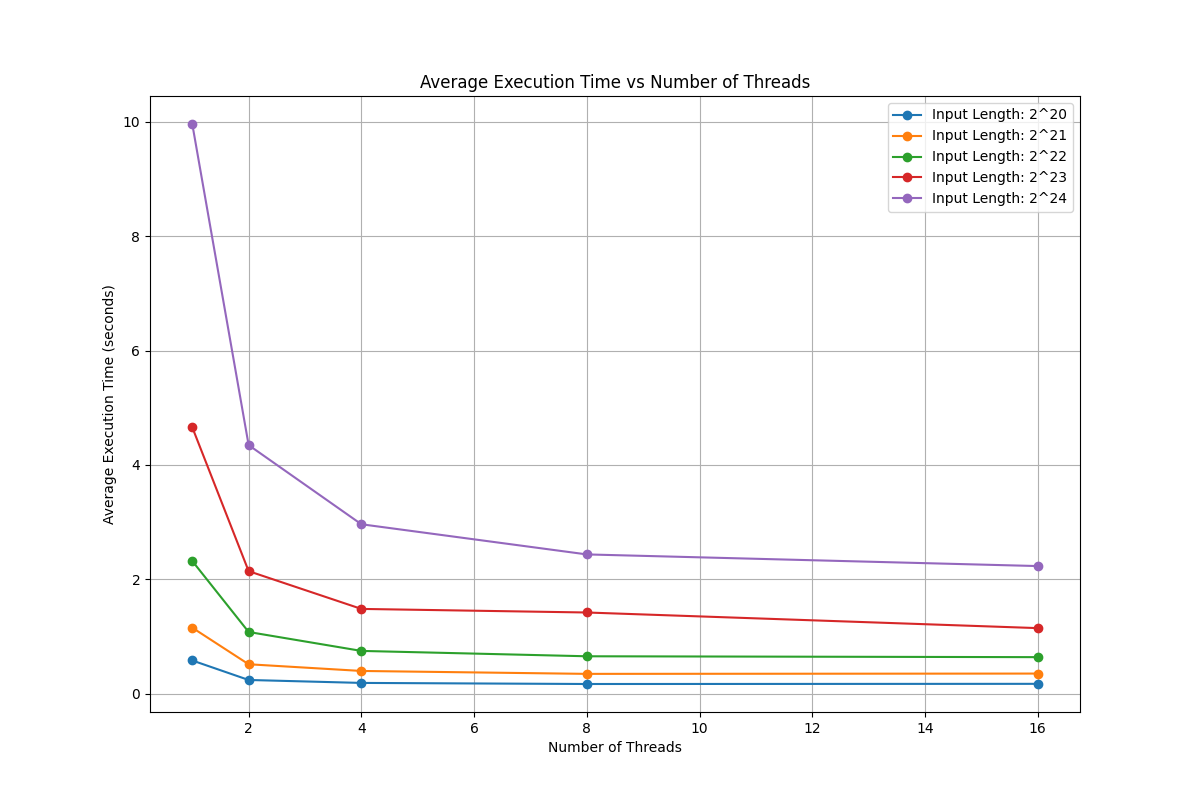 Average Execution Time vs Number of Threads
Input Length: 2^20
Input Length: 2^21
Input Length: 2^22
Input Length: 2^23
Input Length: 2^24
Average Execution Time (seconds)
10
8
6
4
2
0
2 4 6 8 10 12 14 16
Number of Threads